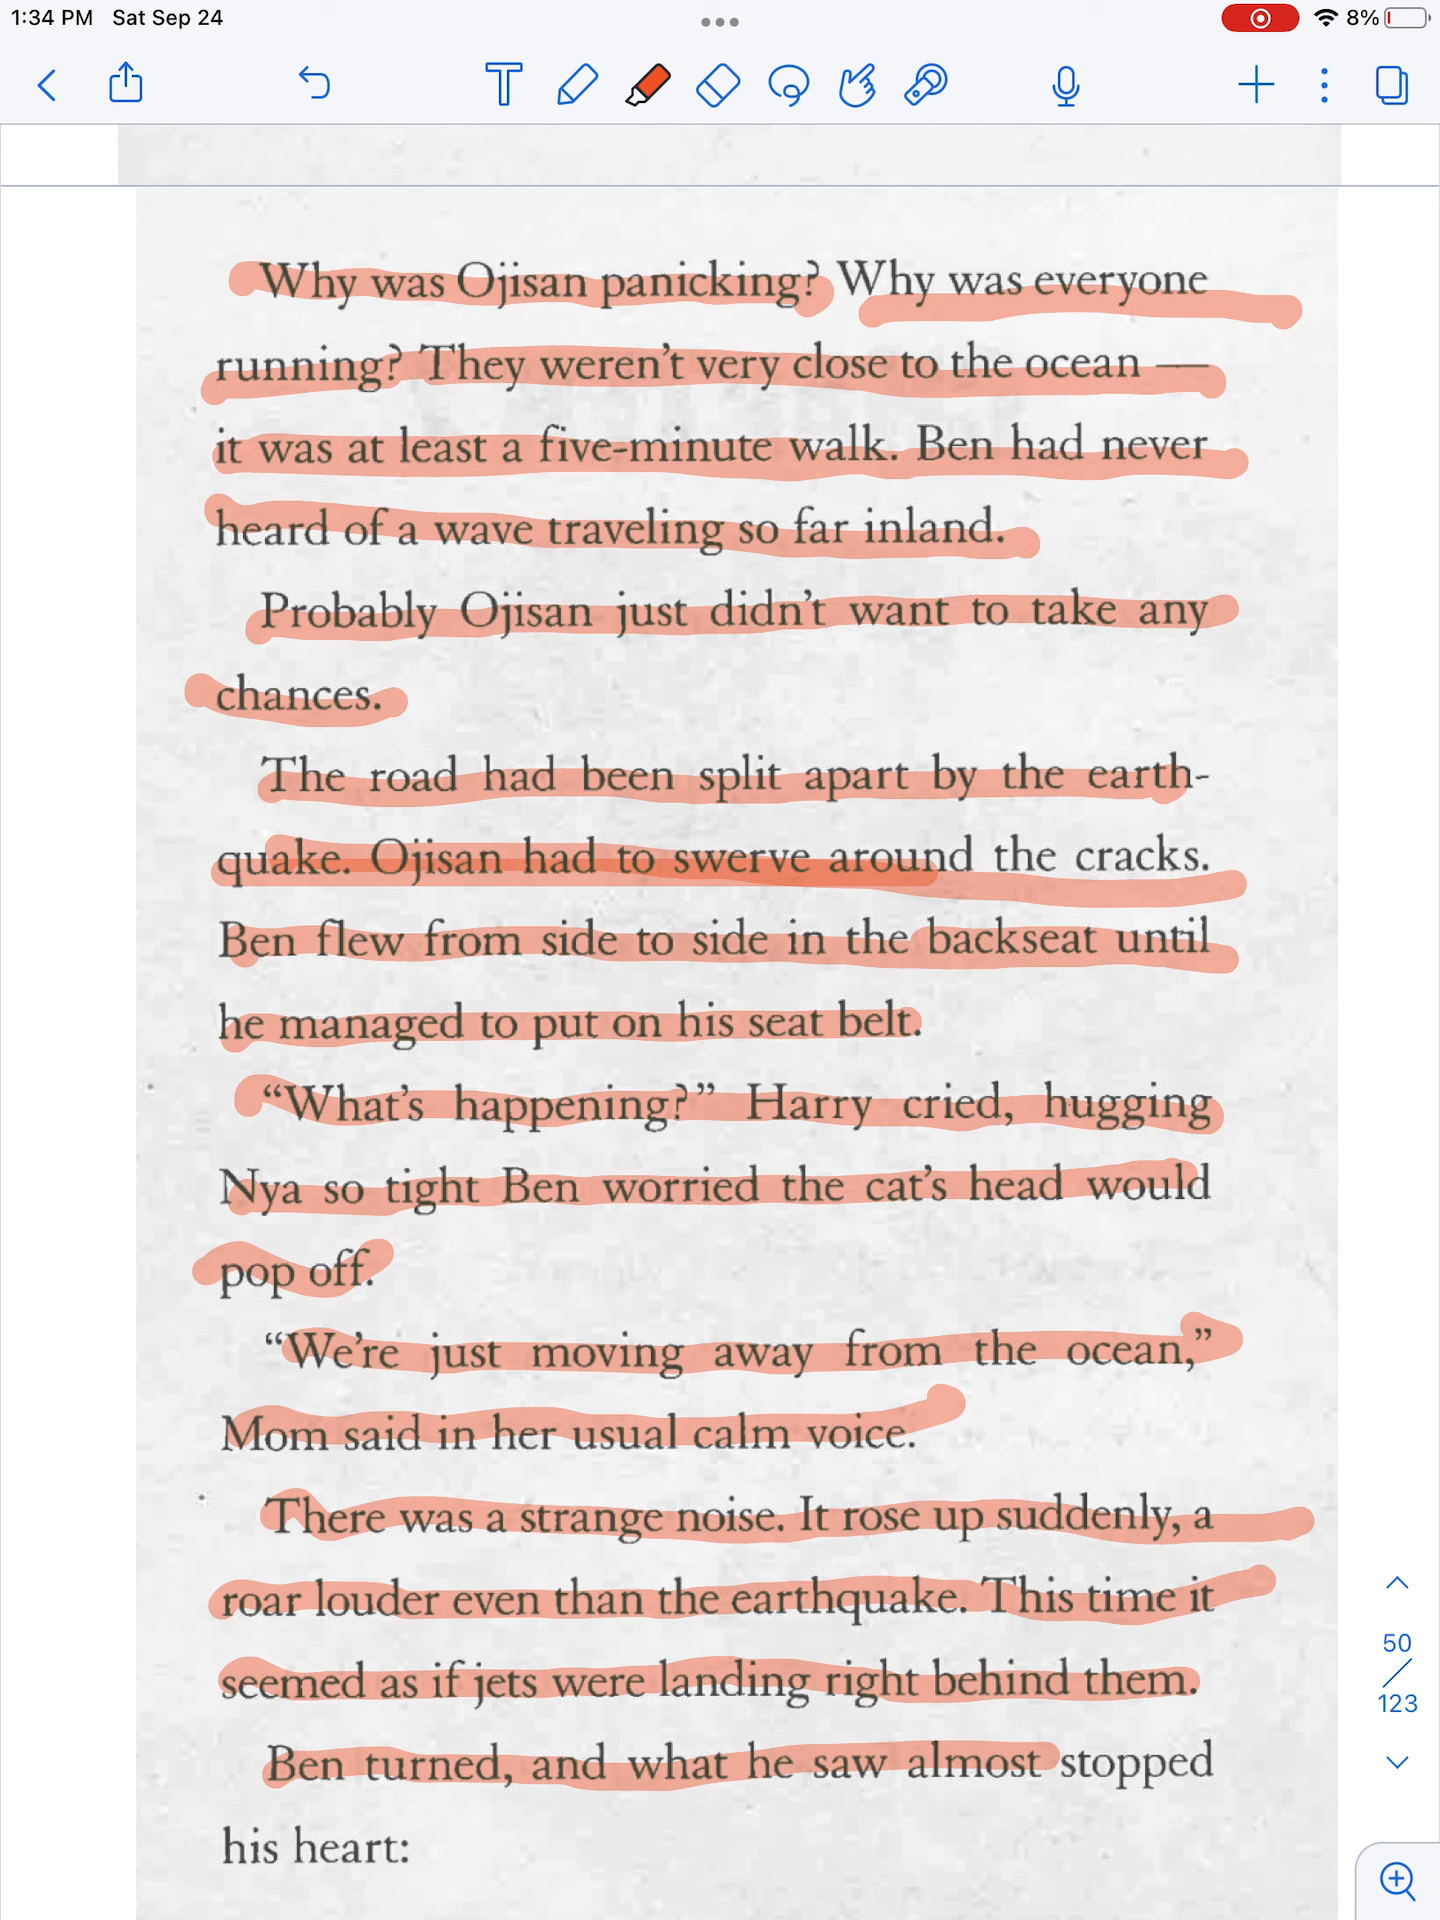 1:34 PM Sat Sep 24
8%
T
Why was Ojisan panicking? Why was everyone
running? They weren’t very close to the ocean —
it was at least a five-minute walk. Ben had never
heard of a wave traveling so far inland.
Probably Ojisan just didn’t want to take any
chances.
The road had been split apart by the earth-
quake. Ojisan had to swerve around the cracks.
Ben flew from side to side in the backseat until
he managed to put on his seat belt.
“What’s happening?” Harry cried, hugging
Nya so tight Ben worried the cat’s head would
pop off.
“We’re just moving away from the ocean,”
Mom said in her usual calm voice.
There was a strange noise. It rose up suddenly, a
roar louder even than the earthquake. This time it
seemed as if jets were landing right behind them.
Ben turned, and what he saw almost stopped
his heart:
50
/
123